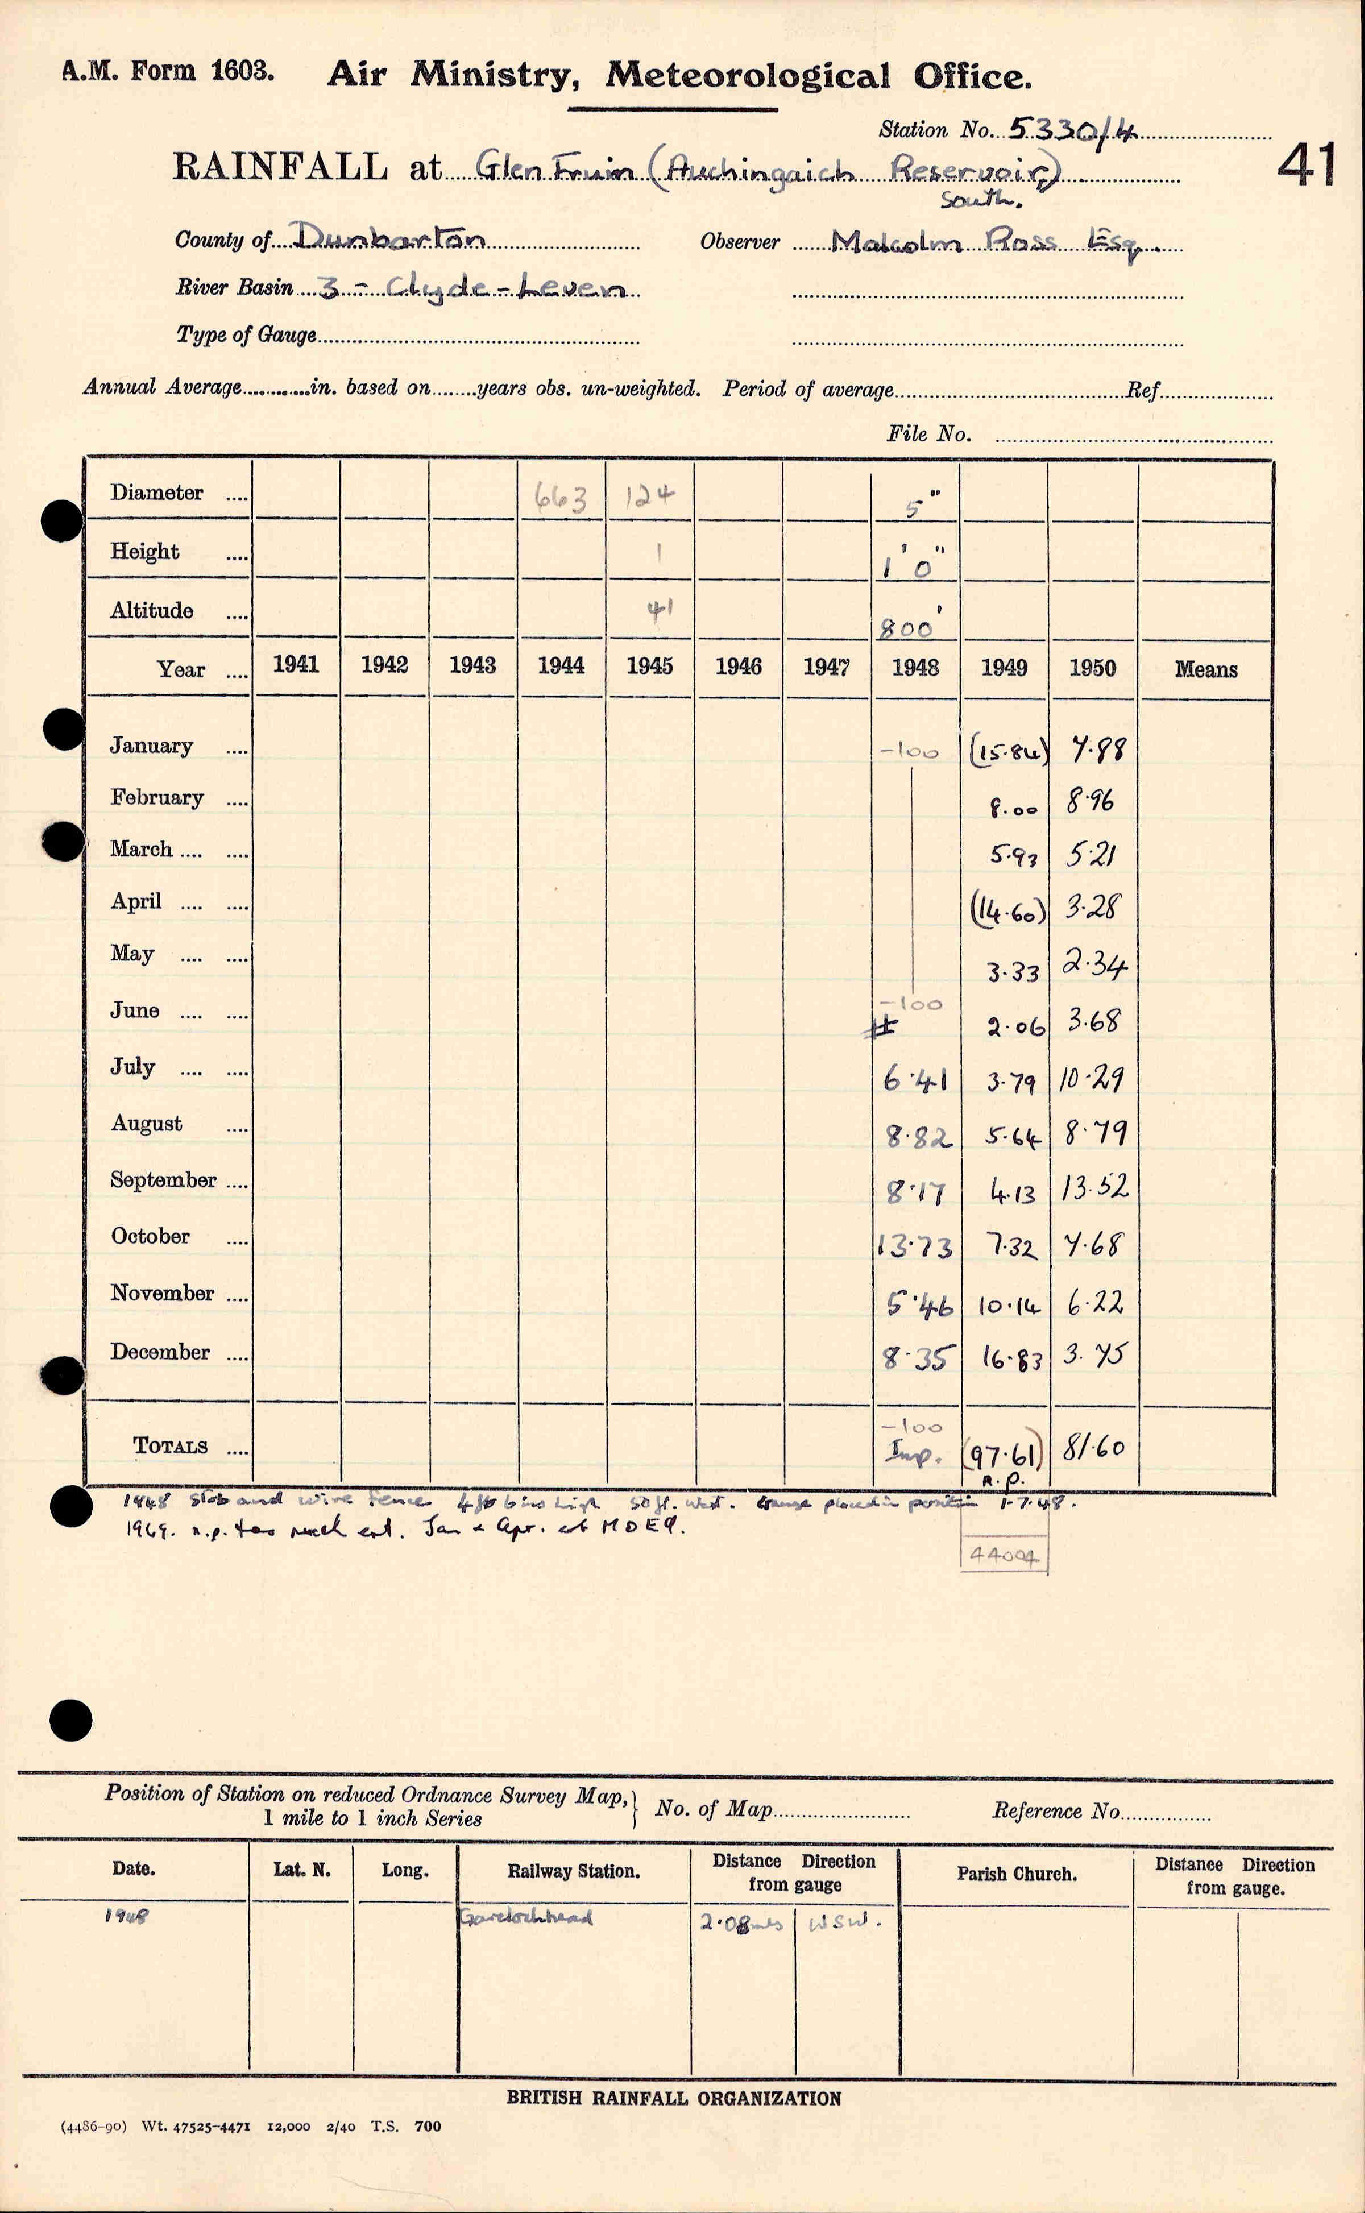 A.M. Form 1603. Air Ministry, Meteorological Office.
Station No. 5330/4
41
RAINFALL at Glen Fruin (Auchingaich Reservoir)
South.
County of Dunbarton Observer Malcolm Ross Esq.
River Basin 3 - Clyde - Leven
Type of Gauge
Annual Average in. based on years obs. un-weighted. Period of average Ref.
File No.
Diameter .... 663 124 5"
Height .... 1 1' 0"
Altitude .... 41 800'
Year .... 1941 1942 1943 1944 1945 1946 1947 1948 1949 1950 Means
January .... -100 (15.84) 7.88
February .... 8.00 8.96
March .... .... 5.93 5.21
April .... .... (14.60) 3.28
May .... .... 3.33 2.34
June .... .... -100 2.06 3.68
July .... .... 6.41 3.79 10.29
August .... 8.82 5.64 8.79
September .... 8.17 4.13 13.52
October .... 13.73 7.32 7.68
November .... 5.46 10.14 6.22
December .... 8.35 16.83 3.75
-100
TOTALS .... Imp. (97.61) 81.60
n.p.
1948 Stob and wire fence 4ft 6ins high 50ft. West. Gauge placed in position 1-7-48.
1949. n.p. too much est. Jan & Apr. est MDE9.
44004
Position of Station on reduced Ordnance Survey Map, } No. of Map Reference No.
1 mile to 1 inch Series
Date. Lat. N. Long. Railway Station. Distance Direction from gauge Parish Church. Distance Direction from gauge.
1948 Garelochhead 2.08 mls WSW.
BRITISH RAINFALL ORGANIZATION
(4486-90) Wt. 47525-4471 12,000 2/40 T.S. 700